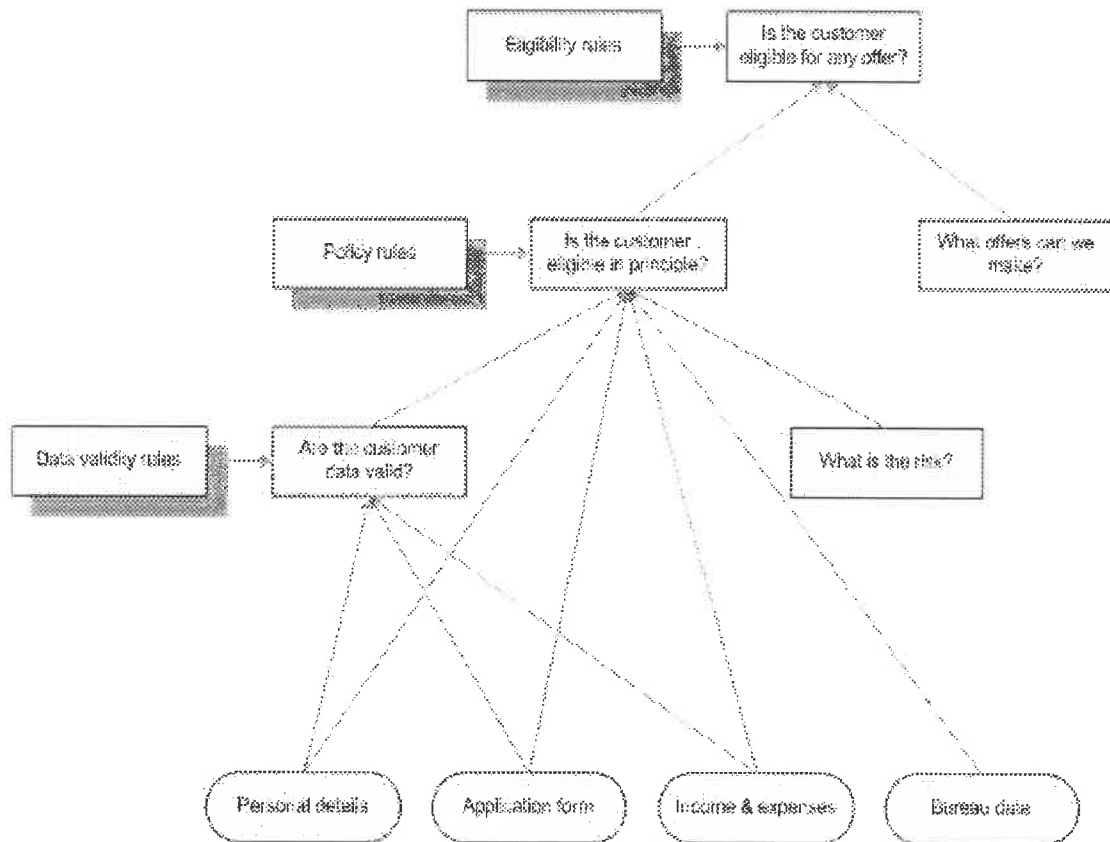 Eligibility rules
Is the customer
eligible for any offer?
Policy rules
Is the customer
eligible in principle?
What offers can we
make?
Data validity rules
Are the customer
data valid?
What is the risk?
Personal details
Application form
Income & expenses
Bureau data